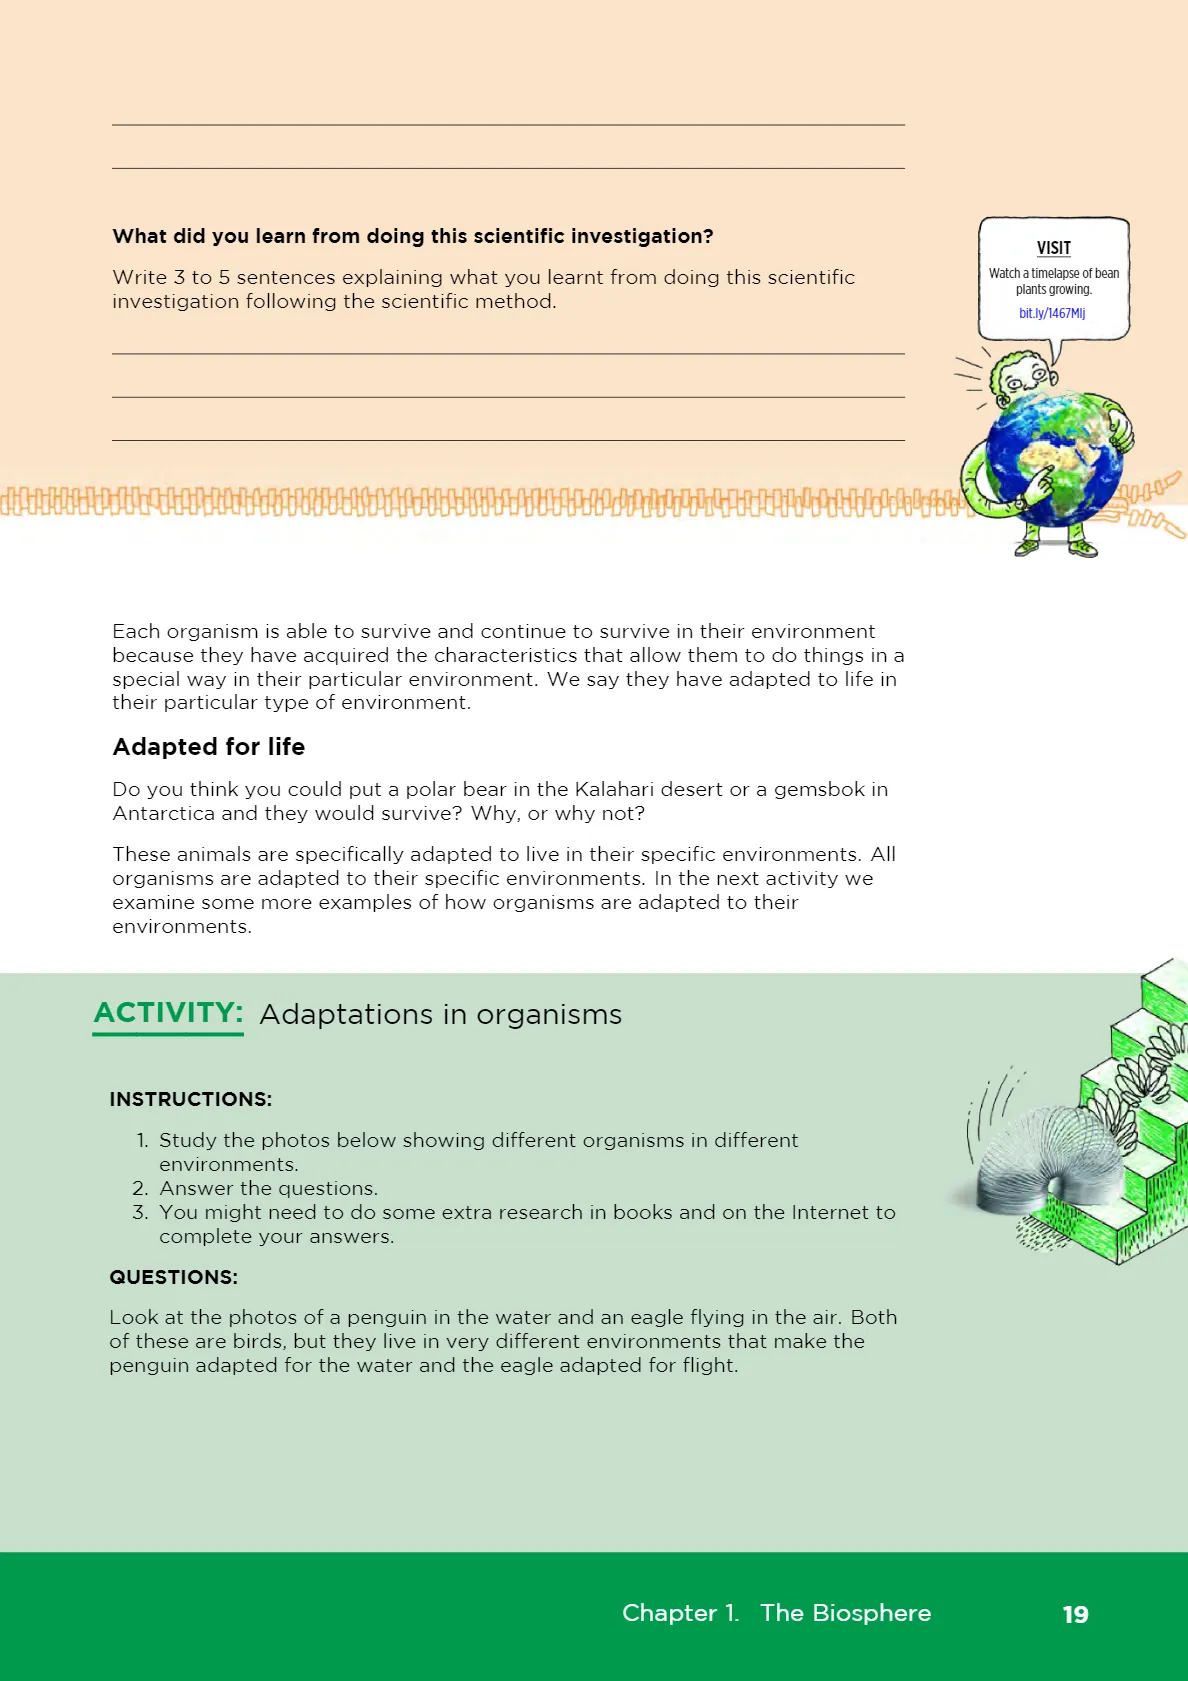 What did you learn from doing this scientific investigation?
Write 3 to 5 sentences explaining what you learnt from doing this scientific
investigation following the scientific method.
VISIT
Watch a timelapse of bean
plants growing.
bit.ly/1467MIj
Each organism is able to survive and continue to survive in their environment
because they have acquired the characteristics that allow them to do things in a
special way in their particular environment. We say they have adapted to life in
their particular type of environment.
Adapted for life
Do you think you could put a polar bear in the Kalahari desert or a gemsbok in
Antarctica and they would survive? Why, or why not?
These animals are specifically adapted to live in their specific environments. All
organisms are adapted to their specific environments. In the next activity we
examine some more examples of how organisms are adapted to their
environments.
ACTIVITY: Adaptations in organisms
INSTRUCTIONS:
1. Study the photos below showing different organisms in different
environments.
2. Answer the questions.
3. You might need to do some extra research in books and on the Internet to
complete your answers.
QUESTIONS:
Look at the photos of a penguin in the water and an eagle flying in the air. Both
of these are birds, but they live in very different environments that make the
penguin adapted for the water and the eagle adapted for flight.
Chapter 1. The Biosphere 19